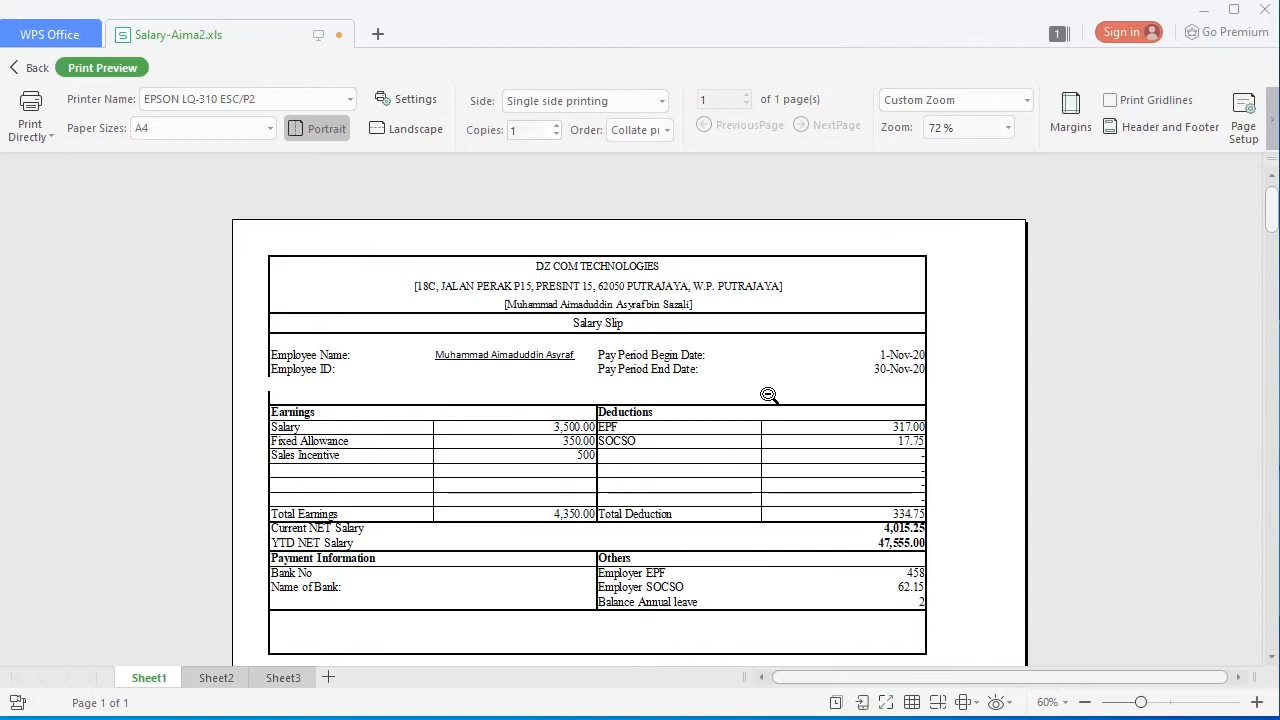 WPS Office
Salary-Aima2.xls
1
Sign in
Go Premium
Back
Print Preview
Printer Name: EPSON LQ-310 ESC/P2
Settings
Side: Single side printing
1 of 1 page(s)
Custom Zoom
Print Gridlines
Print Directly
Paper Sizes: A4
Portrait
Landscape
Copies: 1
Order: Collate p
PreviousPage
NextPage
Zoom: 72 %
Margins
Header and Footer
Page Setup
DZ COM TECHNOLOGIES
[18C, JALAN PERAK P15, PRESINT 15, 62050 PUTRAJAYA, W.P. PUTRAJAYA]
[Muhammad Aimaduddin Asyraf bin Sazali]
Salary Slip
Employee Name: Muhammad Aimaduddin Asyraf Pay Period Begin Date: 1-Nov-20
Employee ID: Pay Period End Date: 30-Nov-20
Earnings Deductions
Salary 3,500.00 EPF 317.00
Fixed Allowance 350.00 SOCSO 17.75
Sales Incentive 500 -
-
-
-
Total Earnings 4,350.00 Total Deduction 334.75
Current NET Salary 4,015.25
YTD NET Salary 47,555.00
Payment Information Others
Bank No Employer EPF 458
Name of Bank: Employer SOCSO 62.15
Balance Annual leave 2
Sheet1 Sheet2 Sheet3
Page 1 of 1
60%